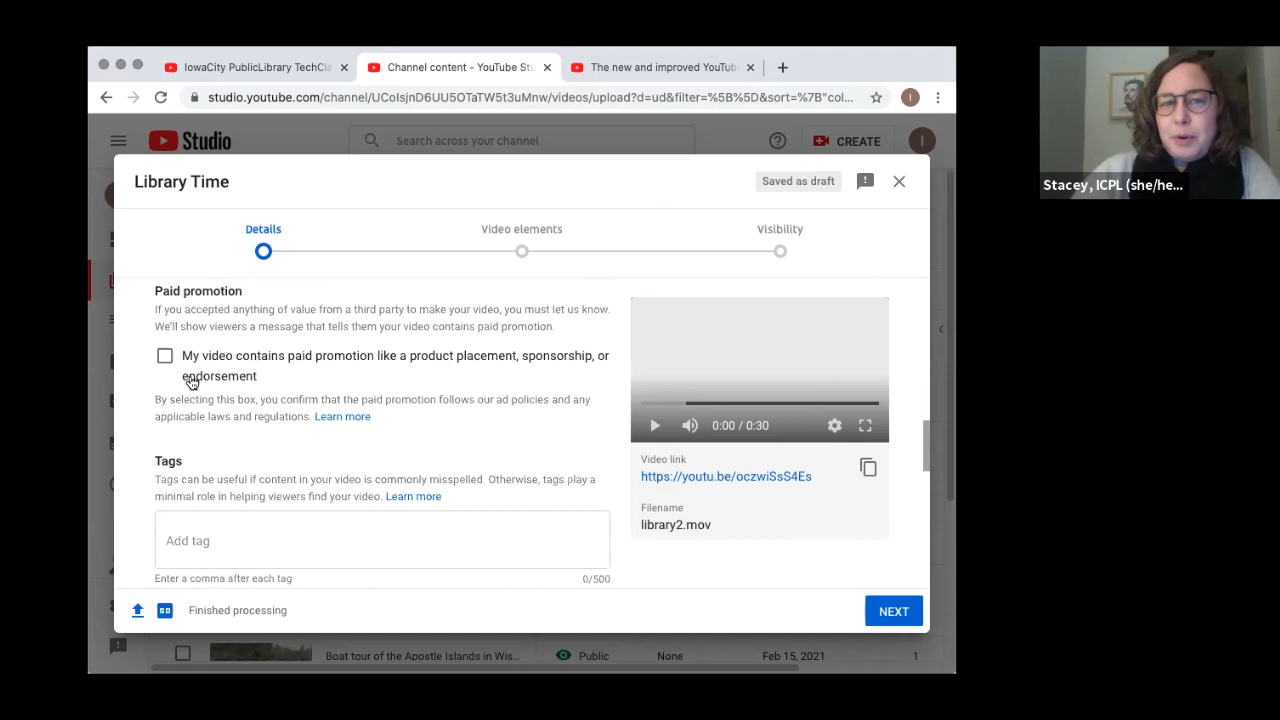 IowaCity PublicLibrary TechCla
Channel content - YouTube Stu
The new and improved YouTub
studio.youtube.com/channel/UCoIsjnD6UU5OTaTW5t3uMnw/videos/upload?d=ud&filter=%5B%5D&sort=%7B"col...
Studio
Search across your channel
CREATE
I
I
Library Time
Saved as draft
Stacey, ICPL (she/he...
Details
Video elements
Visibility
Paid promotion
If you accepted anything of value from a third party to make your video, you must let us know.
We'll show viewers a message that tells them your video contains paid promotion.
My video contains paid promotion like a product placement, sponsorship, or
endorsement
By selecting this box, you confirm that the paid promotion follows our ad policies and any
applicable laws and regulations. Learn more
0:00 / 0:30
Tags
Tags can be useful if content in your video is commonly misspelled. Otherwise, tags play a
minimal role in helping viewers find your video. Learn more
Add tag
Enter a comma after each tag
0/500
Video link
https://youtu.be/oczwiSsS4Es
Filename
library2.mov
SD
Finished processing
NEXT
Boat tour of the Apostle Islands in Wis...
Public
None
Feb 15, 2021
1